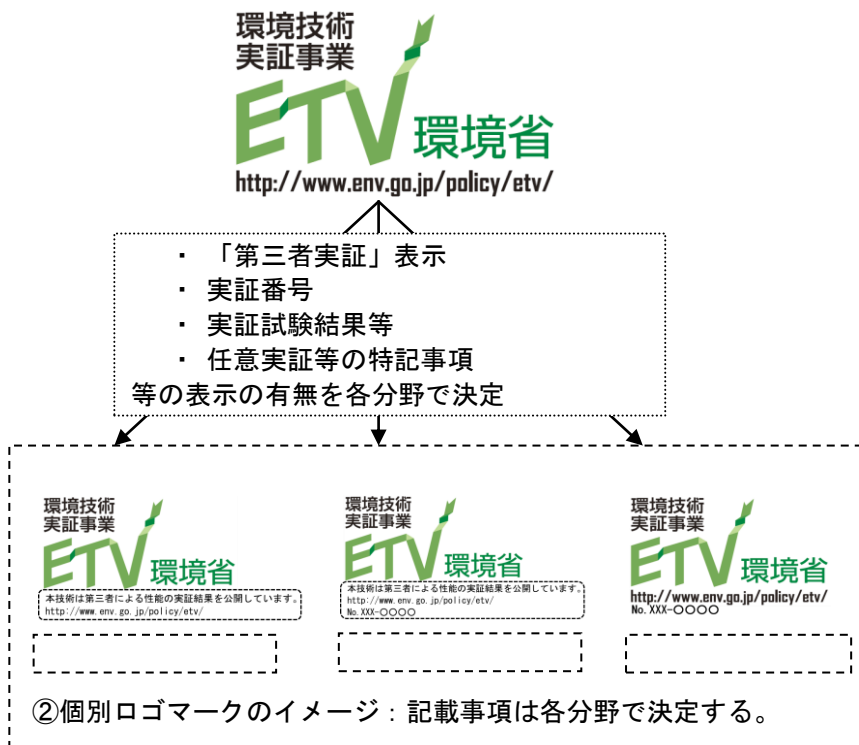 環境技術
実証事業
ETV 環境省
http://www.env.go.jp/policy/etv/
・ 「第三者実証」表示
・ 実証番号
・ 実証試験結果等
・ 任意実証等の特記事項
等の表示の有無を各分野で決定
環境技術
実証事業
ETV 環境省
本技術は第三者による性能の実証結果を公開しています。
http://www.env.go.jp/policy/etv/
環境技術
実証事業
ETV 環境省
本技術は第三者による性能の実証結果を公開しています。
http://www.env.go.jp/policy/etv/
No.XXX-〇〇〇〇
環境技術
実証事業
ETV 環境省
http://www.env.go.jp/policy/etv/
No.XXX-〇〇〇〇
②個別ロゴマークのイメージ：記載事項は各分野で決定する。